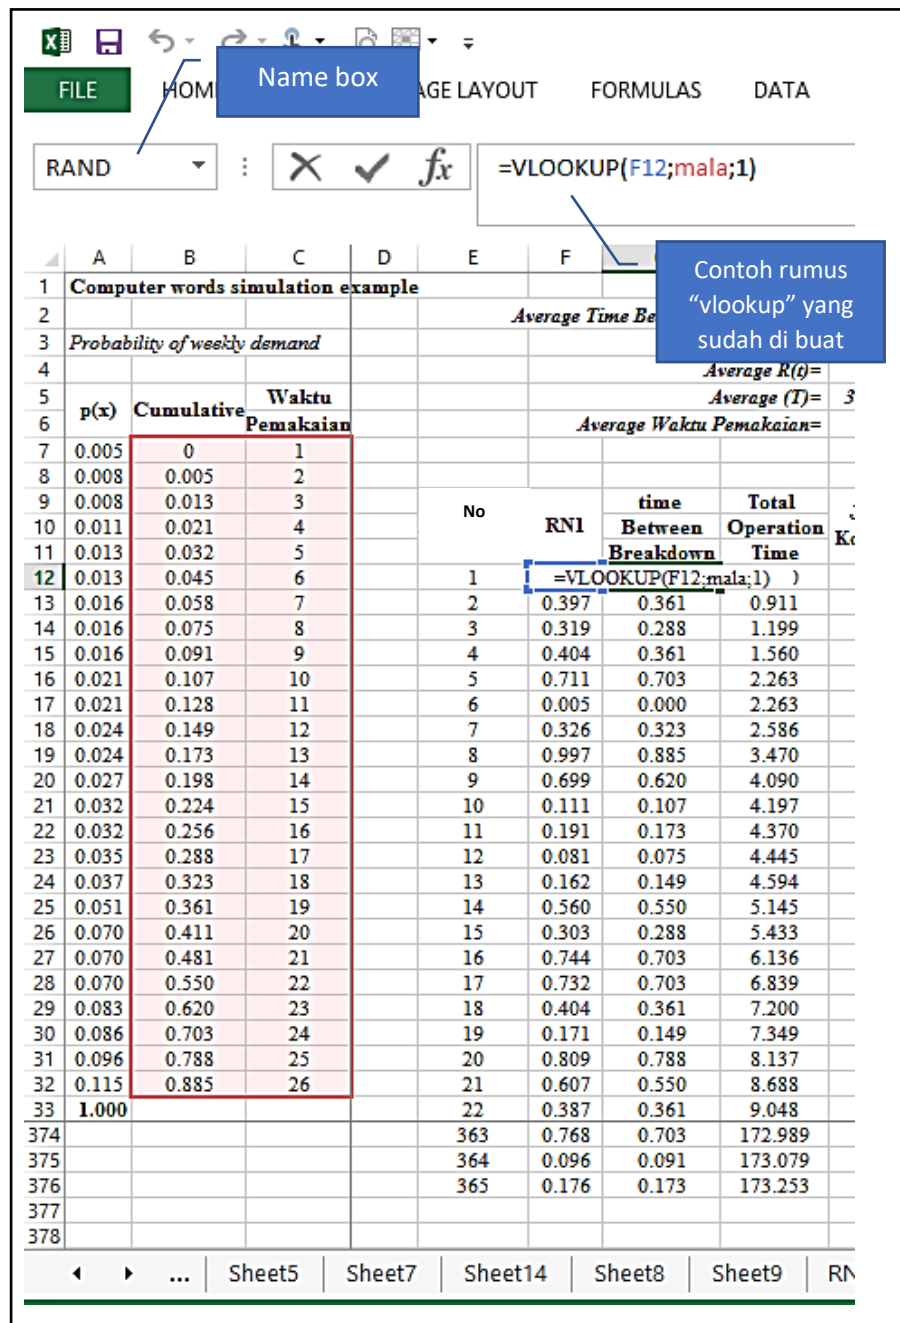 Name box
FILE HOM AGE LAYOUT FORMULAS DATA
RAND fx =VLOOKUP(F12;mala;1)
Contoh rumus
“vlookup” yang
sudah di buat
A B C D E F
1 Computer words simulation example
2 Average Time Be
3 Probability of weekly demand
4 Average R(t)=
5 p(x) Cumulative Waktu Average (T)= 3
6 Pemakaian Average Waktu Pemakaian=
7 0.005 0 1
8 0.008 0.005 2
9 0.008 0.013 3 No time Total
10 0.011 0.021 4 RN1 Between Operation
11 0.013 0.032 5 Breakdown Time
12 0.013 0.045 6 1 =VLOOKUP(F12;mala;1) )
13 0.016 0.058 7 2 0.397 0.361 0.911
14 0.016 0.075 8 3 0.319 0.288 1.199
15 0.016 0.091 9 4 0.404 0.361 1.560
16 0.021 0.107 10 5 0.711 0.703 2.263
17 0.021 0.128 11 6 0.005 0.000 2.263
18 0.024 0.149 12 7 0.326 0.323 2.586
19 0.024 0.173 13 8 0.997 0.885 3.470
20 0.027 0.198 14 9 0.699 0.620 4.090
21 0.032 0.224 15 10 0.111 0.107 4.197
22 0.032 0.256 16 11 0.191 0.173 4.370
23 0.035 0.288 17 12 0.081 0.075 4.445
24 0.037 0.323 18 13 0.162 0.149 4.594
25 0.051 0.361 19 14 0.560 0.550 5.145
26 0.070 0.411 20 15 0.303 0.288 5.433
27 0.070 0.481 21 16 0.744 0.703 6.136
28 0.070 0.550 22 17 0.732 0.703 6.839
29 0.083 0.620 23 18 0.404 0.361 7.200
30 0.086 0.703 24 19 0.171 0.149 7.349
31 0.096 0.788 25 20 0.809 0.788 8.137
32 0.115 0.885 26 21 0.607 0.550 8.688
33 1.000 22 0.387 0.361 9.048
374 363 0.768 0.703 172.989
375 364 0.096 0.091 173.079
376 365 0.176 0.173 173.253
377
378
... Sheet5 Sheet7 Sheet14 Sheet8 Sheet9 RN